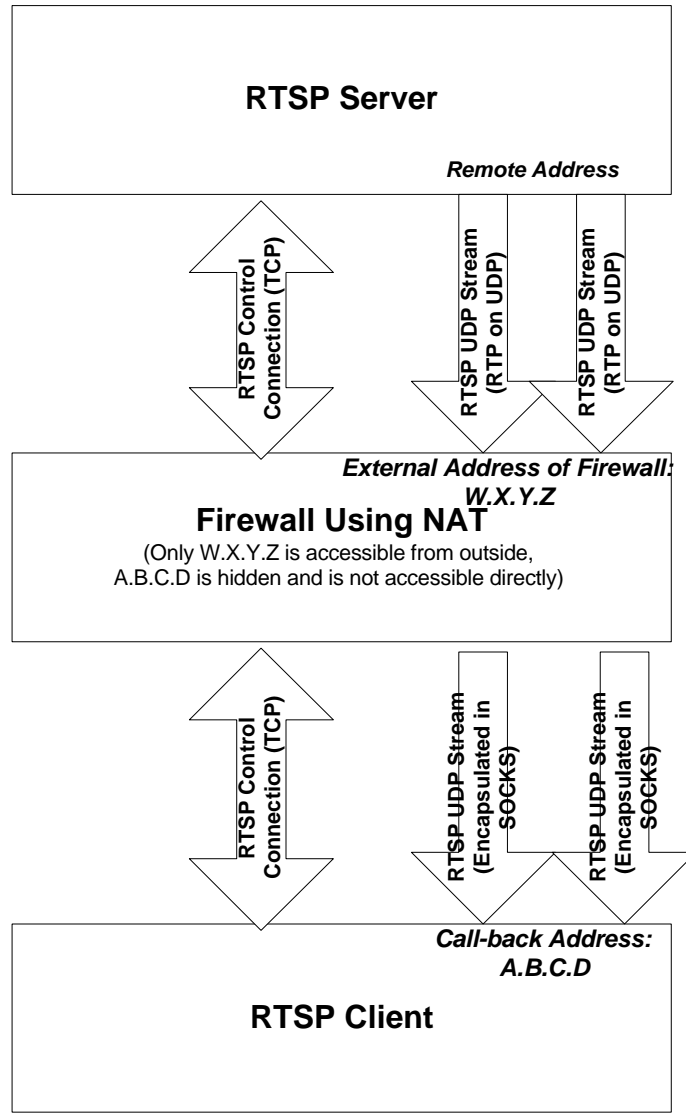 RTSP Server
Remote Address
RTSP Control
Connection (TCP)
RTSP UDP Stream
(RTP on UDP)
RTSP UDP Stream
(RTP on UDP)
External Address of Firewall:
W.X.Y.Z
Firewall Using NAT
(Only W.X.Y.Z is accessible from outside,
A.B.C.D is hidden and is not accessible directly)
RTSP Control
Connection (TCP)
RTSP UDP Stream
(Encapsulated in
SOCKS)
RTSP UDP Stream
(Encapsulated in
SOCKS)
Call-back Address:
A.B.C.D
RTSP Client